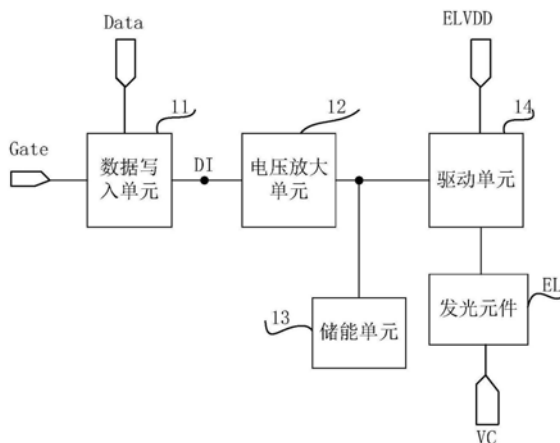 Data
ELVDD
11
12
14
Gate
数据写
入单元
DI
电压放大
单元
驱动单元
13
储能单元
发光元件
EL
VC